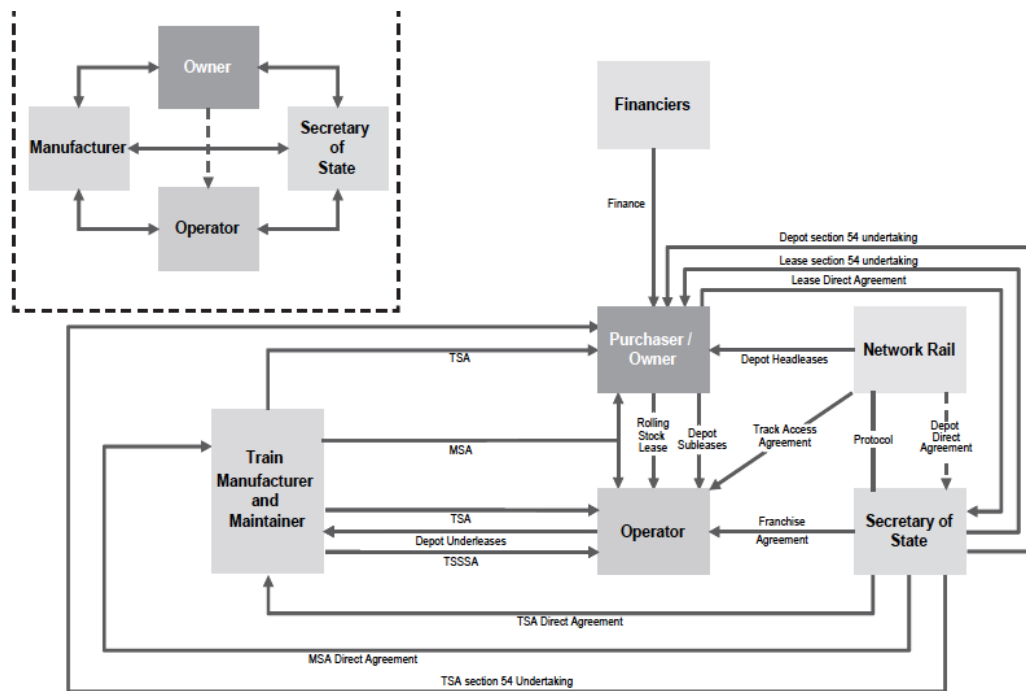 Owner
Manufacturer
Secretary
of
State
Operator
Financiers
Finance
Depot section 54 undertaking
Lease section 54 undertaking
Lease Direct Agreement
Purchaser /
Owner
Network Rail
TSA
Depot Headleases
Train
Manufacturer
and
Maintainer
MSA
Rolling
Stock
Lease
Depot
Subleases
Track Access
Agreement
Protocol
Depot
Direct
Agreement
TSA
Depot Underleases
TSSSA
Operator
Franchise
Agreement
Secretary of
State
TSA Direct Agreement
MSA Direct Agreement
TSA section 54 Undertaking